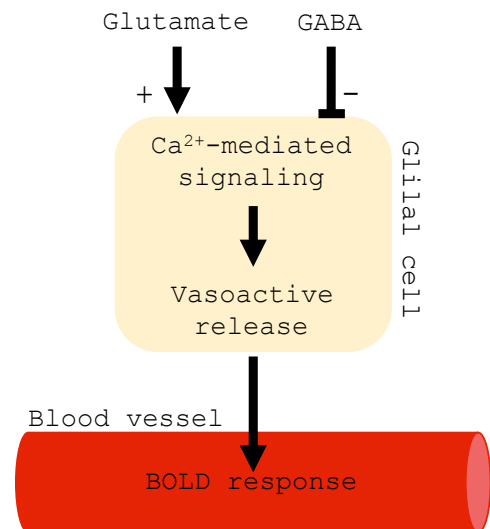 Glutamate GABA
+ -
Ca²⁺-mediated
signaling
Glilal cell
Vasoactive
release
Blood vessel
BOLD response